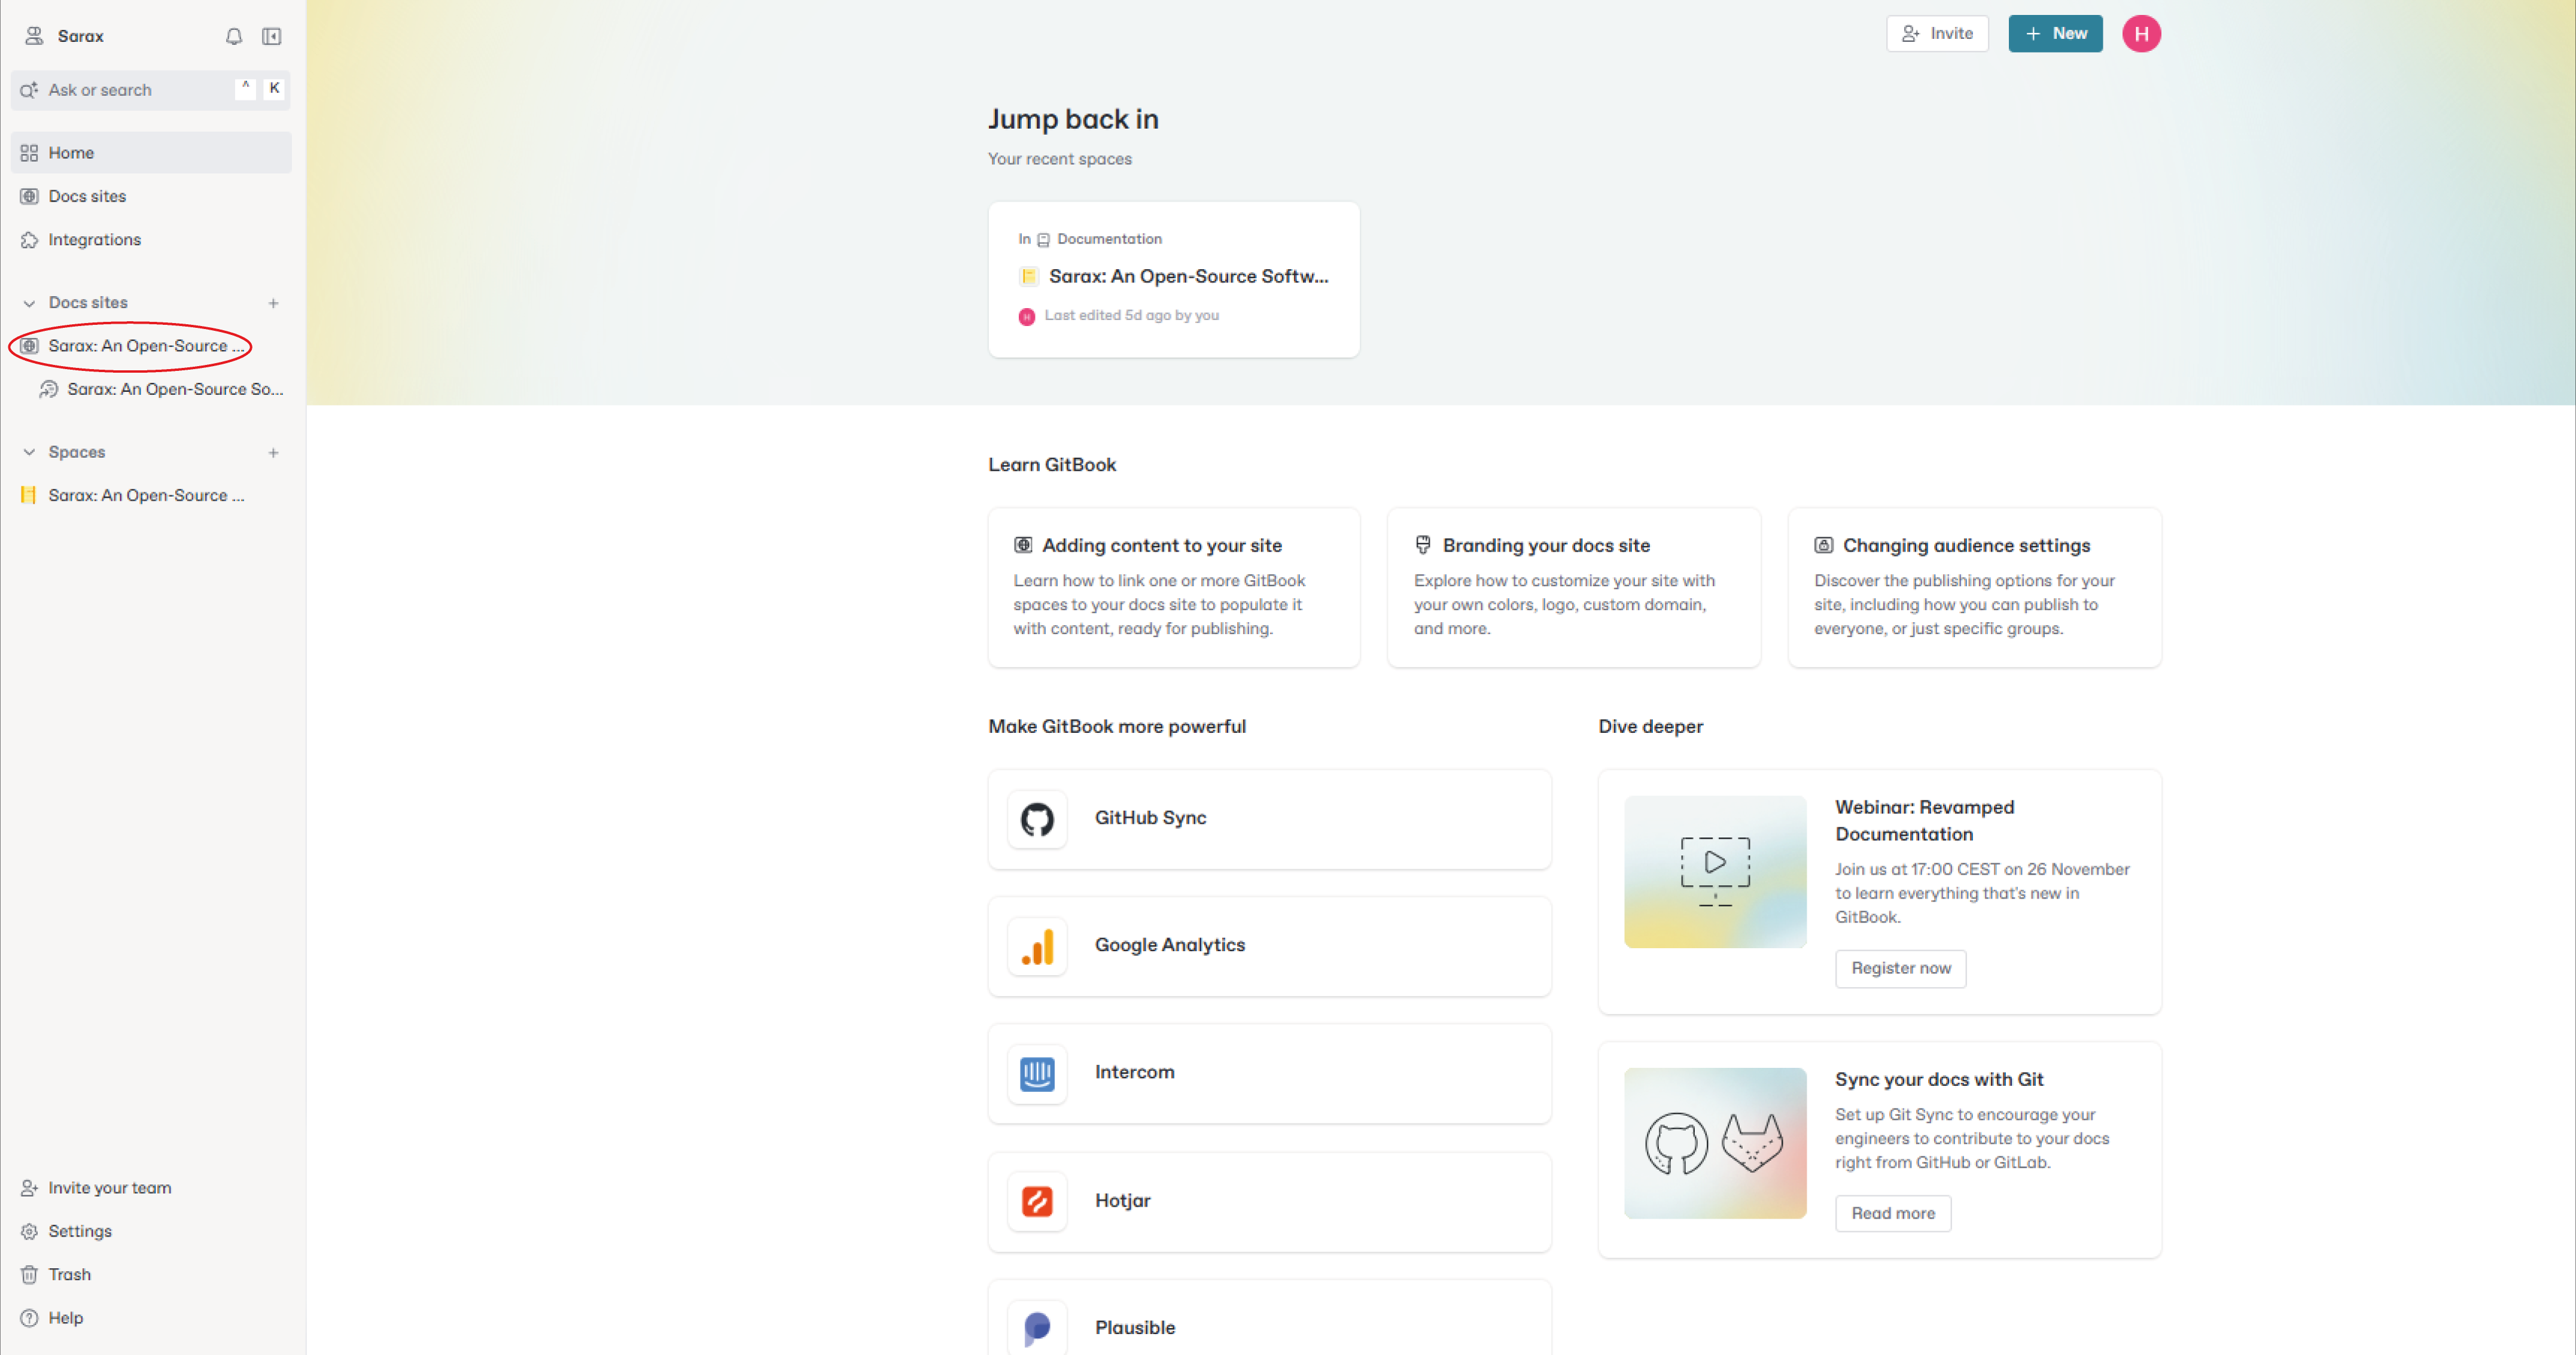 Sarax
Ask or search
^ K
Home
Docs sites
Integrations
Docs sites
Sarax: An Open-Source ...
Sarax: An Open-Source So...
Spaces
Sarax: An Open-Source ...
Invite your team
Settings
Trash
Help
Invite
+ New
H
Jump back in
Your recent spaces
In Documentation
Sarax: An Open-Source Softw...
H Last edited 5d ago by you
Learn GitBook
Adding content to your site
Learn how to link one or more GitBook
spaces to your docs site to populate it
with content, ready for publishing.
Branding your docs site
Explore how to customize your site with
your own colors, logo, custom domain,
and more.
Changing audience settings
Discover the publishing options for your
site, including how you can publish to
everyone, or just specific groups.
Make GitBook more powerful
GitHub Sync
Google Analytics
Intercom
Hotjar
Plausible
Dive deeper
Webinar: Revamped
Documentation
Join us at 17:00 CEST on 26 November
to learn everything that's new in
GitBook.
Register now
Sync your docs with Git
Set up Git Sync to encourage your
engineers to contribute to your docs
right from GitHub or GitLab.
Read more